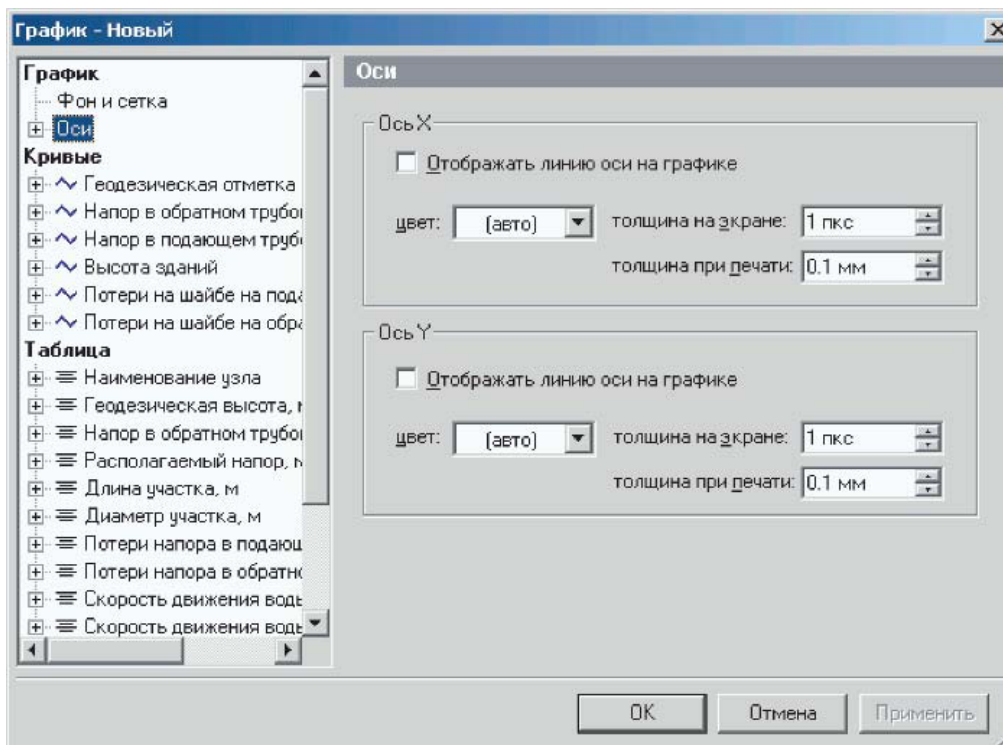 График - Новый
График
Фон и сетка
Оси
Кривые
Геодезическая отметка
Напор в обратном трубо
Напор в подающем трубо
Высота зданий
Потери на шайбе на пода
Потери на шайбе на обра
Таблица
Наименование узла
Геодезическая высота,
Напор в обратном трубо
Располагаемый напор,
Длина участка, м
Диаметр участка, м
Потери напора в подающ
Потери напора в обратно
Скорость движения водь
Скорость движения водь
Оси
Ось X
Отображать линию оси на графике
цвет: (авто) толщина на экране: 1 пкс
толщина при печати: 0.1 мм
Ось Y
Отображать линию оси на графике
цвет: (авто) толщина на экране: 1 пкс
толщина при печати: 0.1 мм
OK Отмена Применить